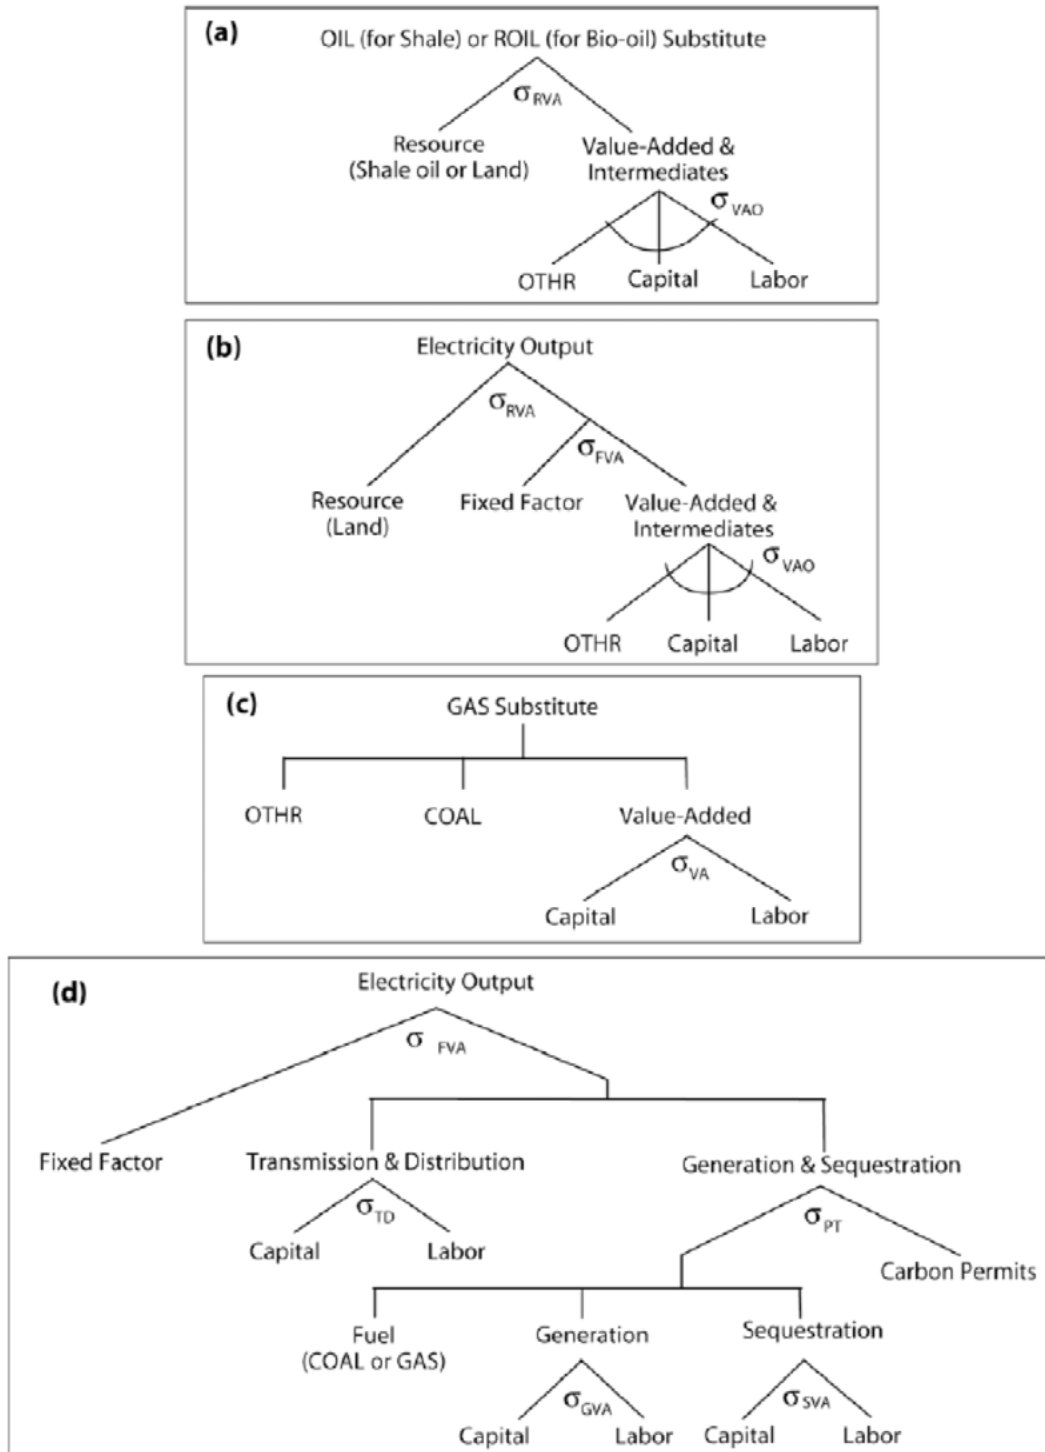 (a)
OIL (for Shale) or ROIL (for Bio-oil) Substitute
σRVA
Resource
(Shale oil or Land)
Value-Added &
Intermediates
σVAO
OTHR
Capital
Labor
(b)
Electricity Output
σRVA
σFVA
Resource
(Land)
Fixed Factor
Value-Added &
Intermediates
σVAO
OTHR
Capital
Labor
(c)
GAS Substitute
OTHR
COAL
Value-Added
σVA
Capital
Labor
(d)
Electricity Output
σ FVA
Fixed Factor
Transmission & Distribution
Generation & Sequestration
σTD
σPT
Capital
Labor
Carbon Permits
Fuel
(COAL or GAS)
Generation
Sequestration
σGVA
σSVA
Capital
Labor
Capital
Labor